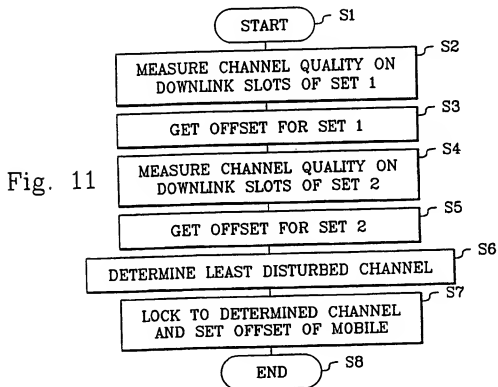 START
S1
MEASURE CHANNEL QUALITY ON
DOWNLINK SLOTS OF SET 1
S2
GET OFFSET FOR SET 1
S3
MEASURE CHANNEL QUALITY ON
DOWNLINK SLOTS OF SET 2
S4
Fig. 11
GET OFFSET FOR SET 2
S5
DETERMINE LEAST DISTURBED CHANNEL
S6
LOCK TO DETERMINED CHANNEL
AND SET OFFSET OF MOBILE
S7
END
S8